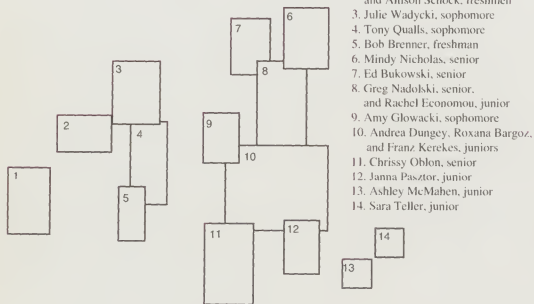 and Allison Schock, freshmen
3. Julie Wadycki, sophomore
4. Tony Qualls, sophomore
5. Bob Brenner, freshman
6. Mindy Nicholas, senior
7. Ed Bukowski, senior
8. Greg Nadolski, senior,
and Rachel Economou, junior
9. Amy Glowacki, sophomore
10. Andrea Dungey, Roxana Bargoz,
and Franz Kerekes, juniors
11. Chrissy Oblon, senior
12. Janna Pasztor, junior
13. Ashley McMahen, junior
14. Sara Teller, junior
6
7
3
8
2
4
9
10
1
5
11
12
14
13